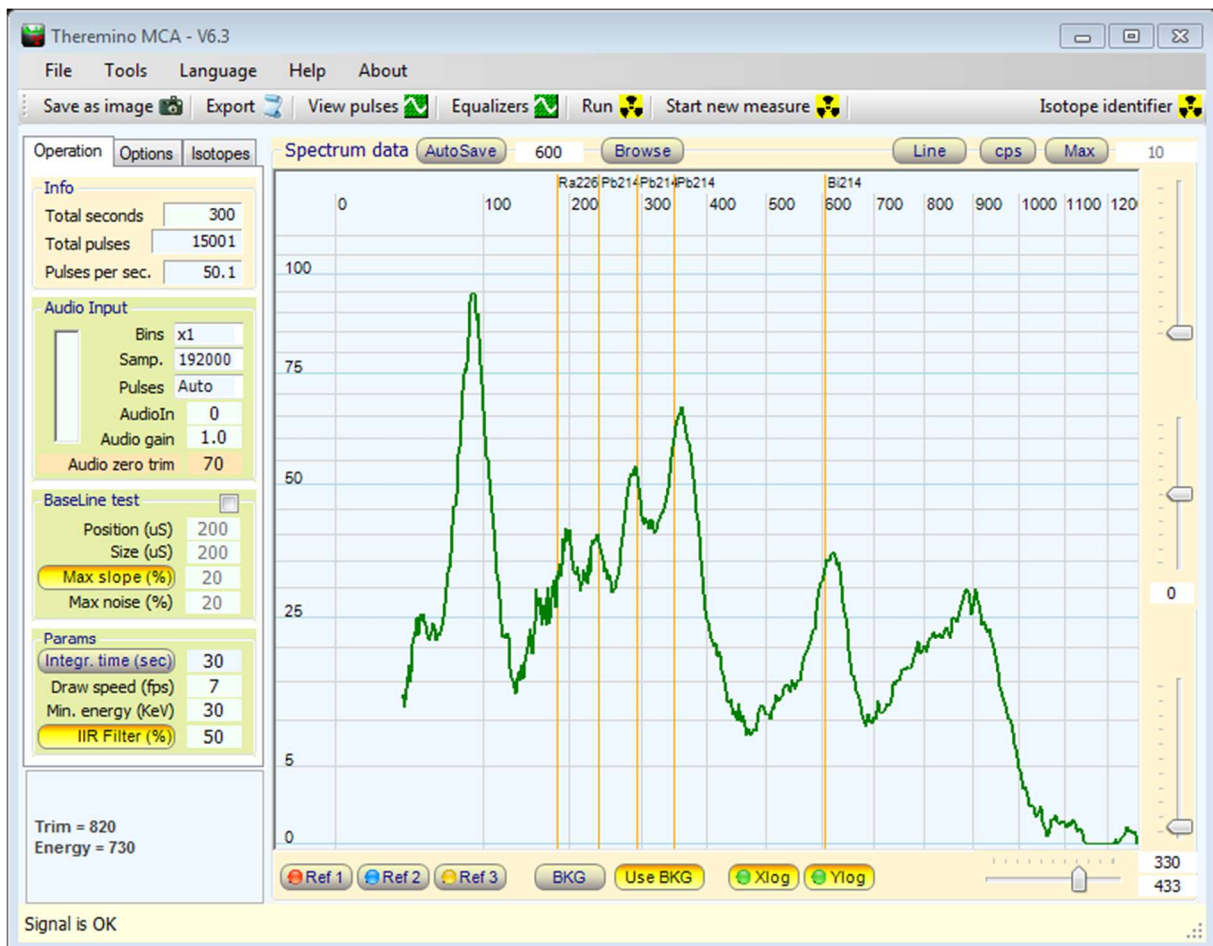 Theremino MCA - V6.3
File Tools Language Help About
Save as image Export View pulses Equalizers Run Start new measure Isotope identifier
Operation Options Isotopes
Info
Total seconds 300
Total pulses 15001
Pulses per sec. 50.1
Audio Input
Bins x1
Samp. 192000
Pulses Auto
AudioIn 0
Audio gain 1.0
Audio zero trim 70
BaseLine test
Position (uS) 200
Size (uS) 200
Max slope (%) 20
Max noise (%) 20
Params
Integr. time (sec) 30
Draw speed (fps) 7
Min. energy (KeV) 30
IIR Filter (%) 50
Trim = 820
Energy = 730
Spectrum data AutoSave 600 Browse Line cps Max 10
Ra226 Pb214 Pb214 Pb214 Bi214
0 100 200 300 400 500 600 700 800 900 1000 1100 120
100
75
50
25
5
0
0
Ref 1 Ref 2 Ref 3 BKG Use BKG Xlog Ylog
330
433
Signal is OK